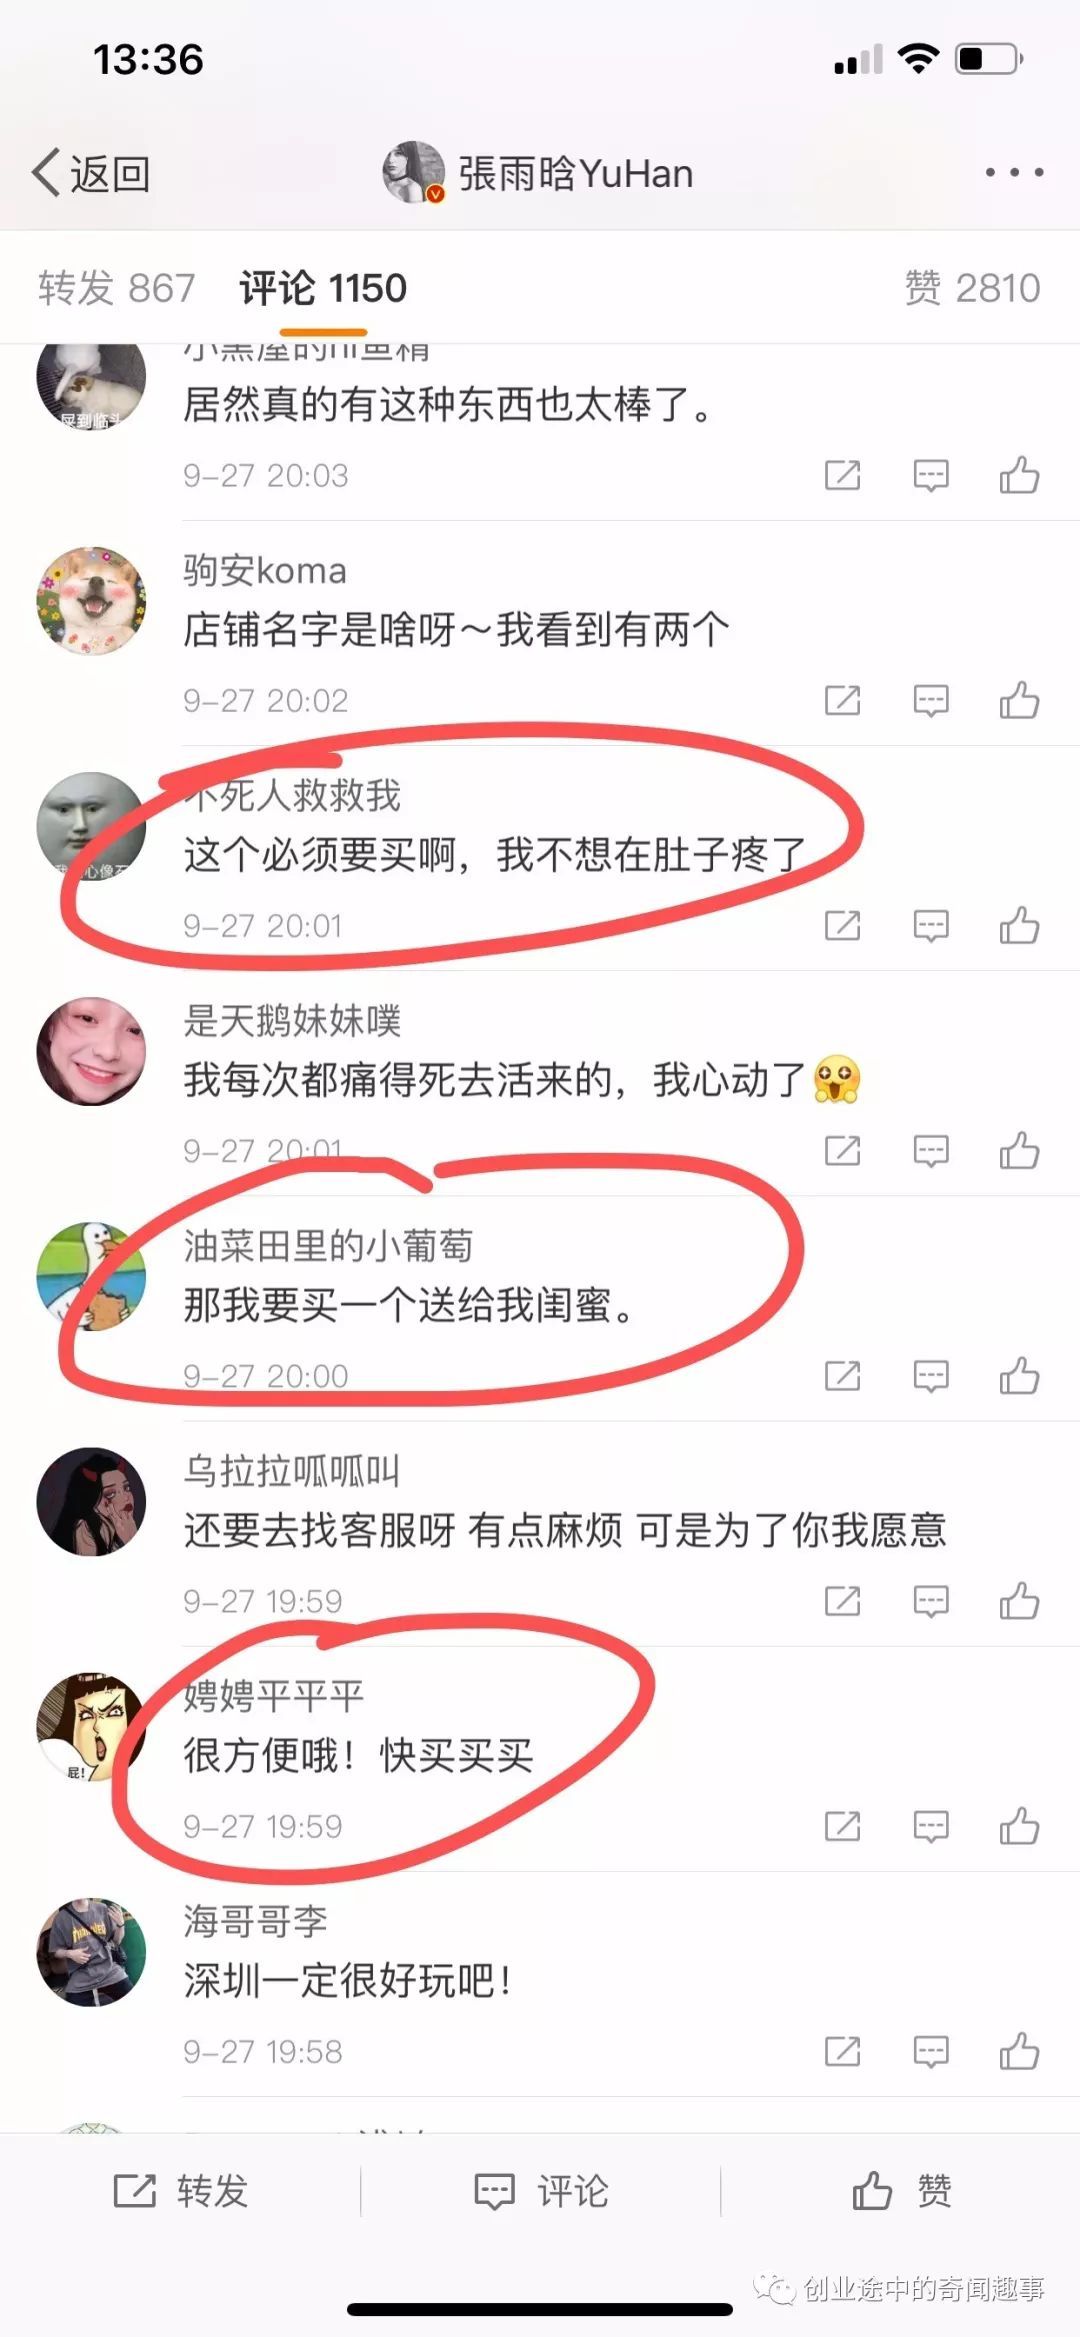 13:36
返回
張雨晗YuHan
转发 867
评论 1150
赞 2810
居然真的有这种东西也太棒了。
9-27 20:03
驹安koma
店铺名字是啥呀～我看到有两个
9-27 20:02
不死人救救我
这个必须要买啊，我不想在肚子疼了
9-27 20:01
是天鹅妹妹噗
我每次都痛得死去活来的，我心动了
9-27 20:01
油菜田里的小葡萄
那我要买一个送给我闺蜜。
9-27 20:00
乌拉拉呱呱叫
还要去找客服呀 有点麻烦 可是为了你我愿意
9-27 19:59
屁!
娉娉平平平
很方便哦！快买买买
9-27 19:59
海哥哥李
深圳一定很好玩吧！
9-27 19:58
转发
评论
赞
创业途中的奇闻趣事